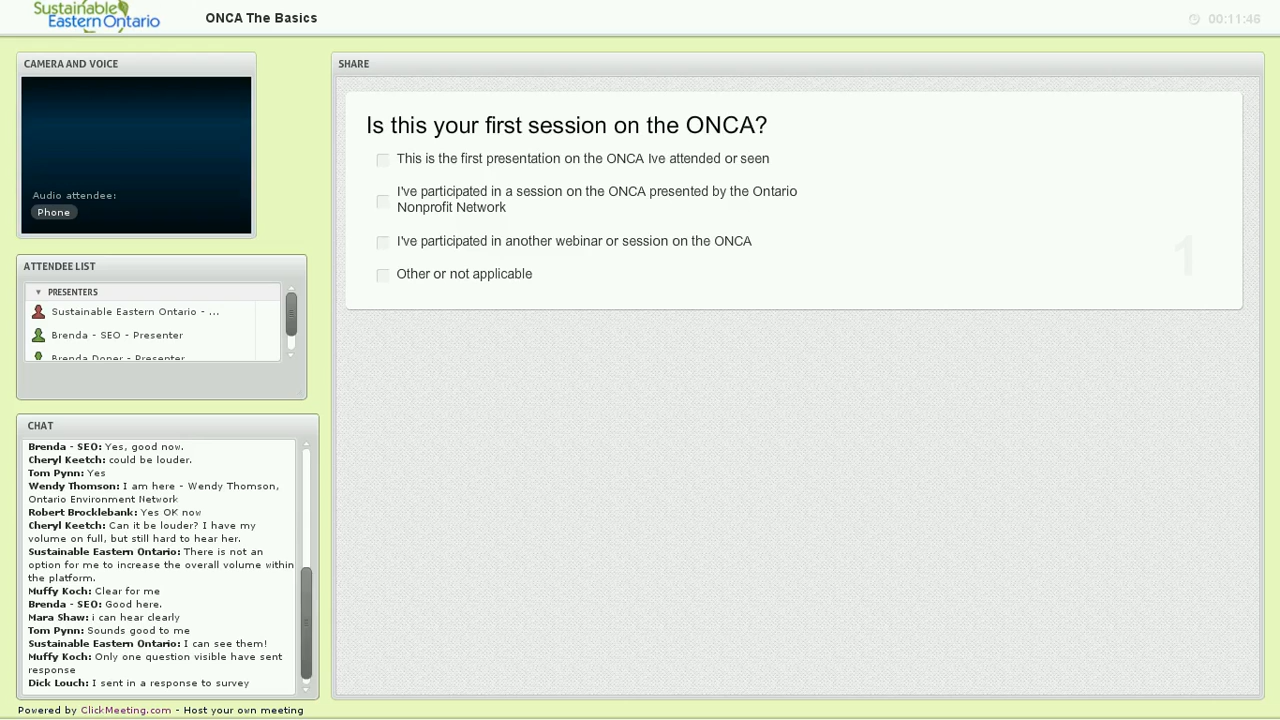 Sustainable
Eastern Ontario
ONCA The Basics
00:11:46
CAMERA AND VOICE
Audio attendee:
Phone
ATTENDEE LIST
PRESENTERS
Sustainable Eastern Ontario - ...
Brenda - SEO - Presenter
Brenda Doner - Presenter
CHAT
Brenda - SEO: Yes, good now.
Cheryl Keetch: could be louder.
Tom Pynn: Yes
Wendy Thomson: I am here - Wendy Thomson,
Ontario Environment Network
Robert Brocklebank: Yes OK now
Cheryl Keetch: Can it be louder? I have my
volume on full, but still hard to hear her.
Sustainable Eastern Ontario: There is not an
option for me to increase the overall volume within
the platform.
Muffy Koch: Clear for me
Brenda - SEO: Good here.
Mara Shaw: i can hear clearly
Tom Pynn: Sounds good to me
Sustainable Eastern Ontario: I can see them!
Muffy Koch: Only one question visible have sent
response
Dick Louch: I sent in a response to survey
Powered by ClickMeeting.com - Host your own meeting
SHARE
Is this your first session on the ONCA?
This is the first presentation on the ONCA Ive attended or seen
I've participated in a session on the ONCA presented by the Ontario
Nonprofit Network
I've participated in another webinar or session on the ONCA
Other or not applicable
1